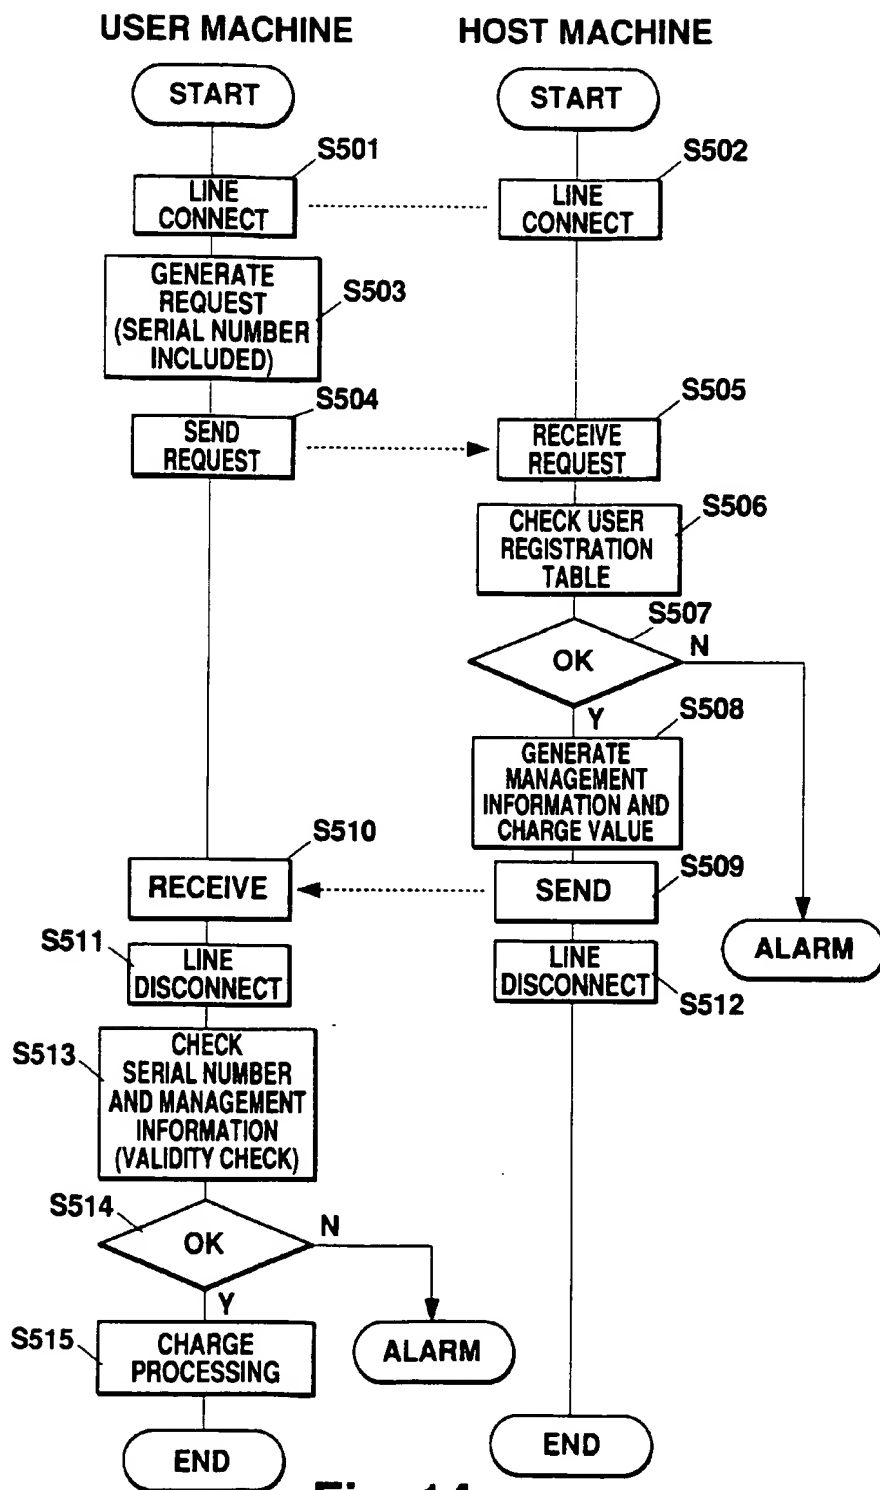 USER MACHINE
HOST MACHINE
START
START
S501
S502
LINE
CONNECT
LINE
CONNECT
GENERATE
REQUEST
(SERIAL NUMBER
INCLUDED)
S503
S504
S505
SEND
REQUEST
RECEIVE
REQUEST
S506
CHECK USER
REGISTRATION
TABLE
S507
OK
N
Y
S508
GENERATE
MANAGEMENT
INFORMATION AND
CHARGE VALUE
S510
S509
RECEIVE
SEND
ALARM
S511
LINE
DISCONNECT
LINE
DISCONNECT
S512
S513
CHECK
SERIAL NUMBER
AND MANAGEMENT
INFORMATION
(VALIDITY CHECK)
S514
OK
N
Y
S515
CHARGE
PROCESSING
ALARM
END
END